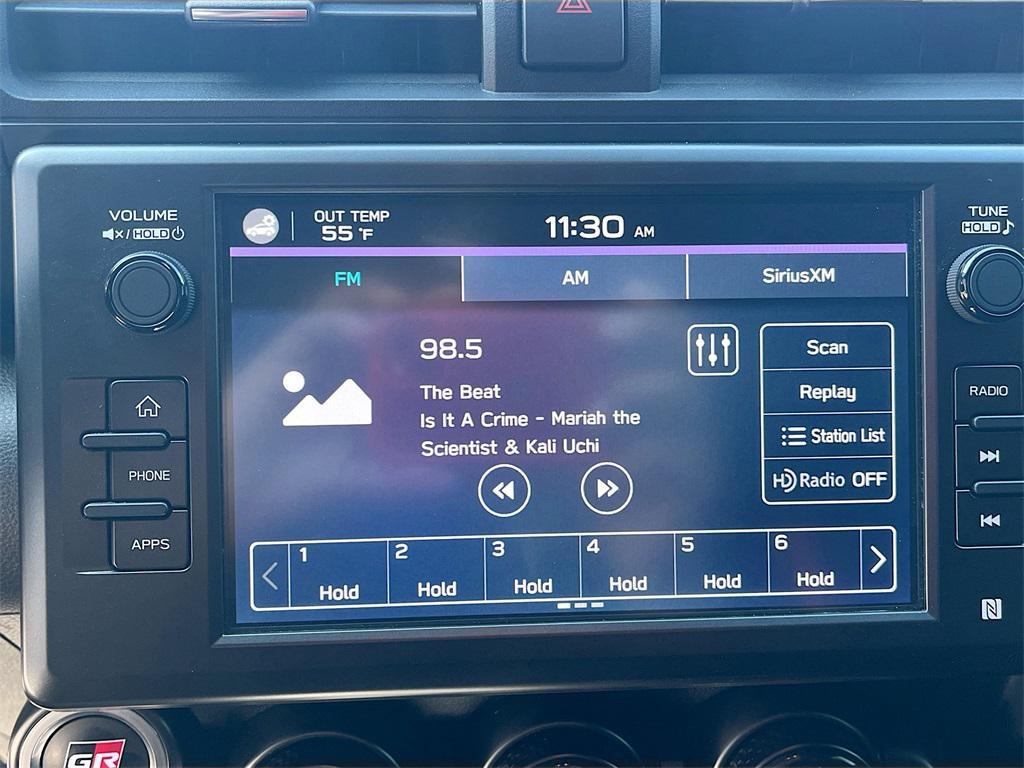 VOLUME
/ HOLD
PHONE
APPS
OUT TEMP
55 °F
11:30 AM
FM
AM
SiriusXM
98.5
The Beat
Is It A Crime - Mariah the
Scientist & Kali Uchi
Scan
Replay
Station List
HD Radio OFF
1 Hold
2 Hold
3 Hold
4 Hold
5 Hold
6 Hold
TUNE
HOLD
RADIO
N
GR